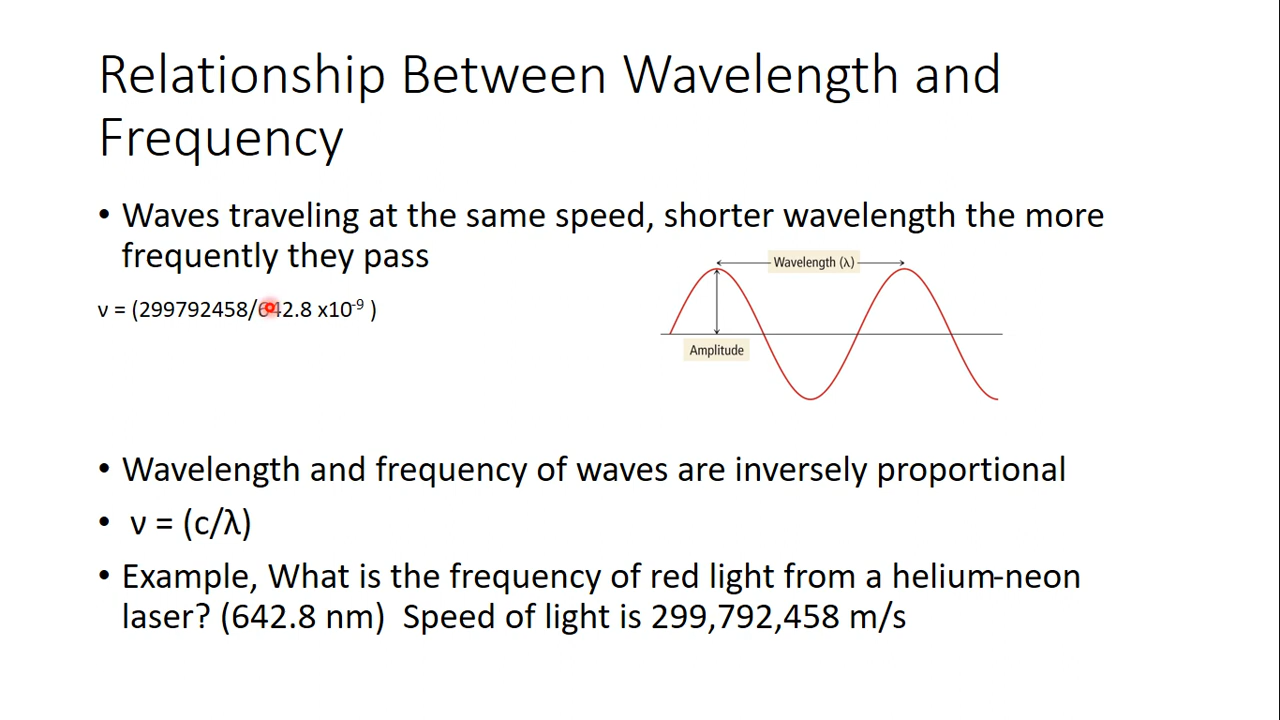 Relationship Between Wavelength and
Frequency
• Waves traveling at the same speed, shorter wavelength the more
frequently they pass
Wavelength (λ)
ν = (299792458/642.8 x10⁻⁹ )
Amplitude
• Wavelength and frequency of waves are inversely proportional
• ν = (c/λ)
• Example, What is the frequency of red light from a helium-neon
laser? (642.8 nm)  Speed of light is 299,792,458 m/s